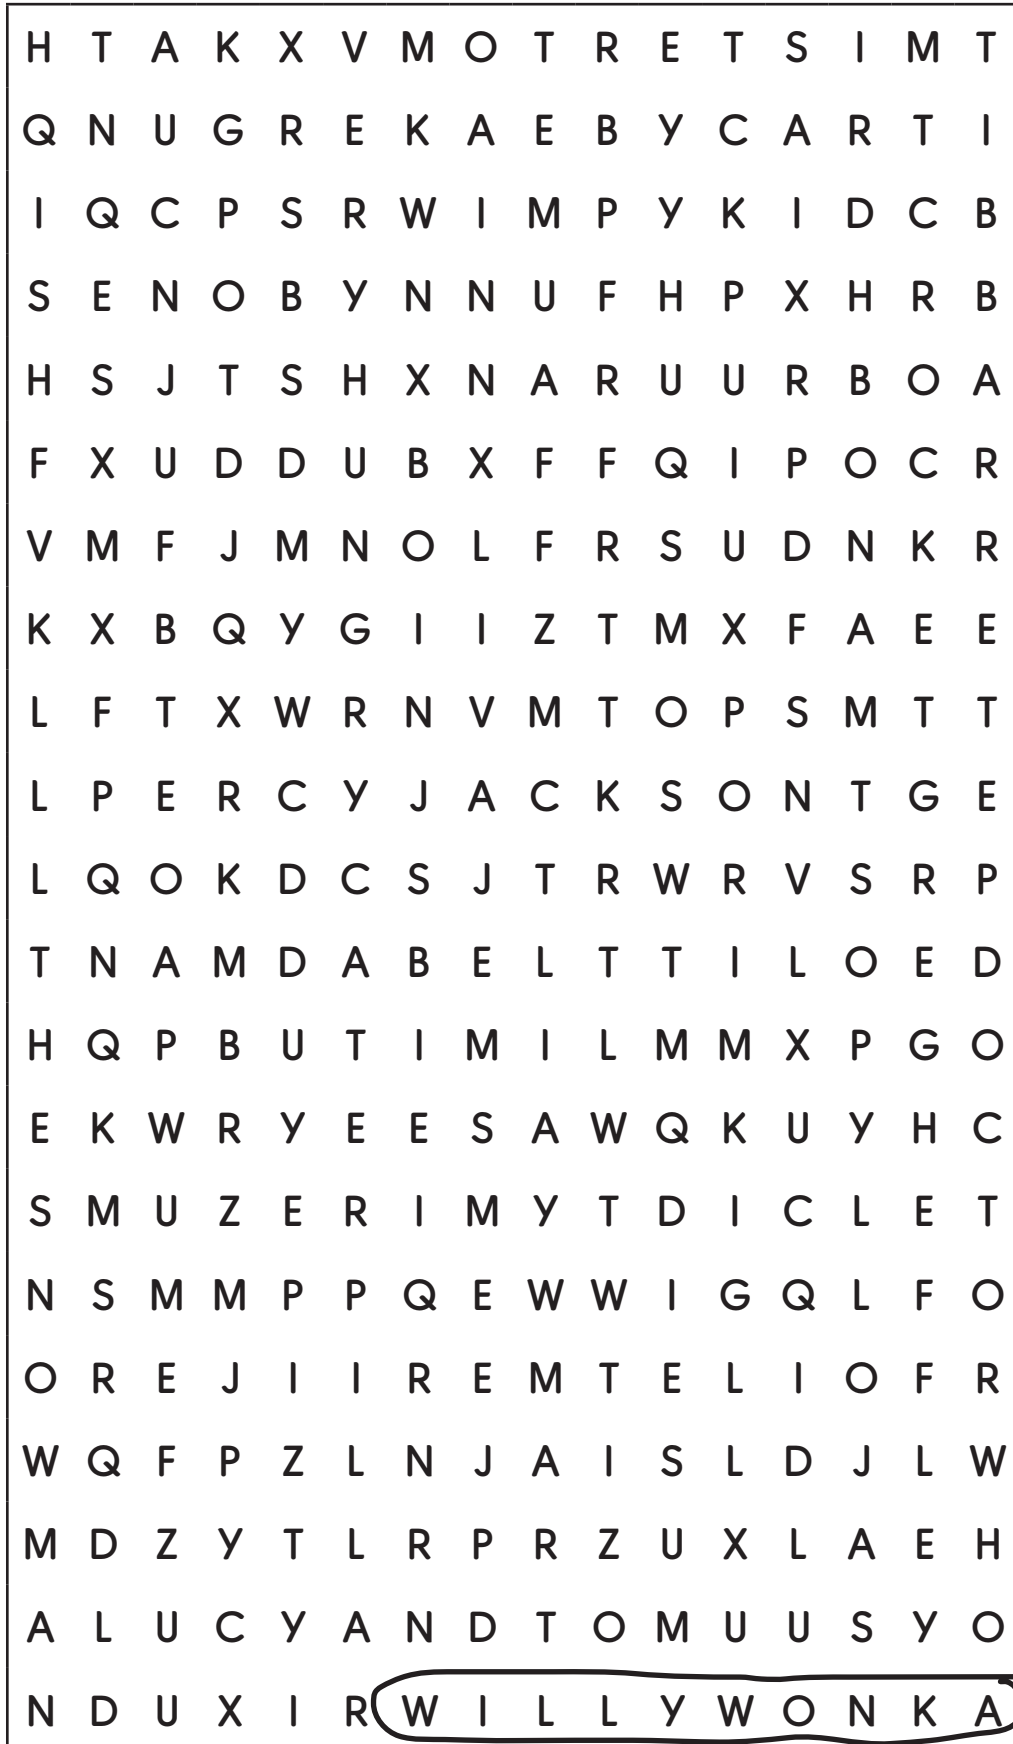 H T A K X V M O T R E T S I M T
Q N U G R E K A E B Y C A R T I
I Q C P S R W I M P Y K I D C B
S E N O B Y N N U F H P X H R B
H S J T S H X N A R U U R B O A
F X U D D U B X F F Q I P O C R
V M F J M N O L F R S U D N K R
K X B Q Y G I I Z T M X F A E E
L F T X W R N V M T O P S M T T
L P E R C Y J A C K S O N T G E
L Q O K D C S J T R W R V S R P
T N A M D A B E L T T I L O E D
H Q P B U T I M I L M M X P G O
E K W R Y E E S A W Q K U Y H C
S M U Z E R I M Y T D I C L E T
N S M M P P Q E W W I G Q L F O
O R E J I I R E M T E L I O F R
W Q F P Z L N J A I S L D J L W
M D Z Y T L R P R Z U X L A E H
A L U C Y A N D T O M U U S Y O
N D U X I R W I L L Y W O N K A